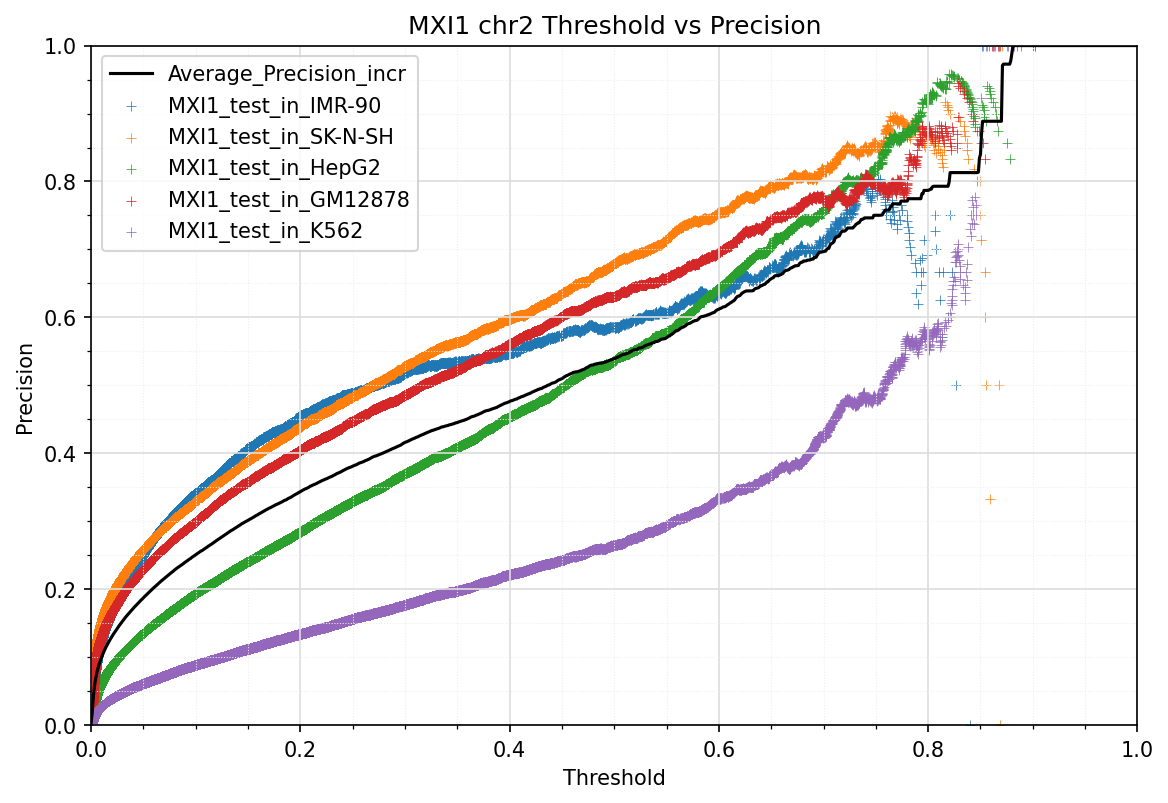 MXI1 chr2 Threshold vs Precision
Average_Precision_incr
MXI1_test_in_IMR-90
MXI1_test_in_SK-N-SH
MXI1_test_in_HepG2
MXI1_test_in_GM12878
MXI1_test_in_K562
1.0
0.8
0.6
0.4
0.2
0.0
Precision
0.0 0.2 0.4 0.6 0.8 1.0
Threshold